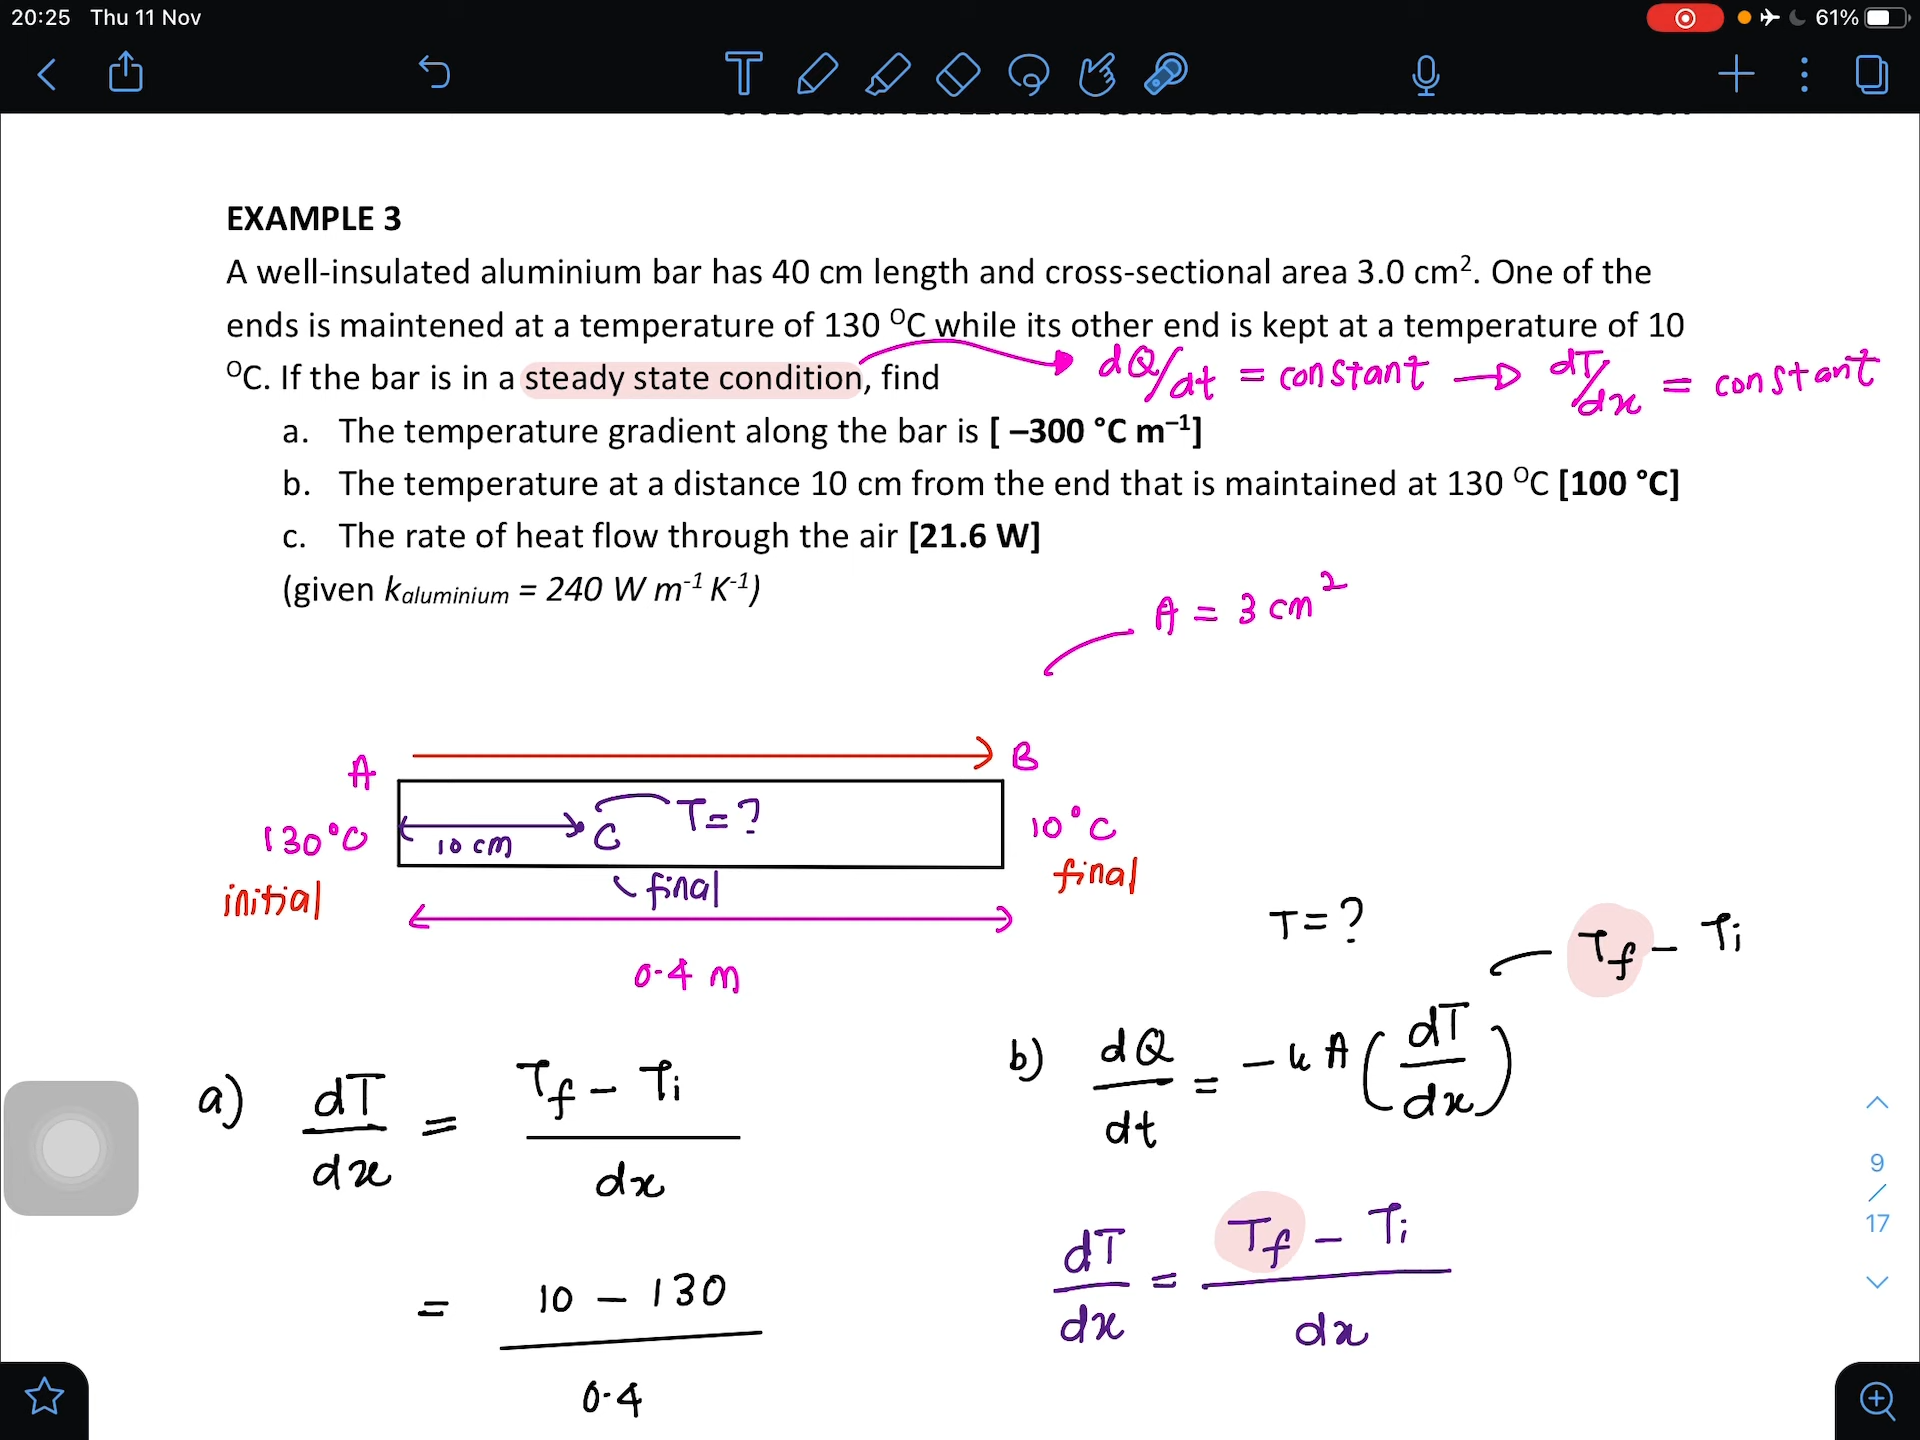 20:25 Thu 11 Nov
61%
EXAMPLE 3
A well-insulated aluminium bar has 40 cm length and cross-sectional area 3.0 cm². One of the
ends is maintened at a temperature of 130 ⁰C while its other end is kept at a temperature of 10
⁰C. If the bar is in a steady state condition, find
dQ/dt = constant → dT/dx = constant
a. The temperature gradient along the bar is [ –300 °C m⁻¹]
b. The temperature at a distance 10 cm from the end that is maintained at 130 ⁰C [100 °C]
c. The rate of heat flow through the air [21.6 W]
(given kaluminium = 240 W m⁻¹ K⁻¹)
A = 3 cm²
A
B
130°C
10 cm
C
T = ?
10°C
initial
final
final
0.4 m
T = ?
Tf - Ti
a) dT/dx = Tf - Ti / dx
= 10 - 130 / 0.4
b) dQ/dt = -kA (dT/dx)
dT/dx = Tf - Ti / dx
9
/
17